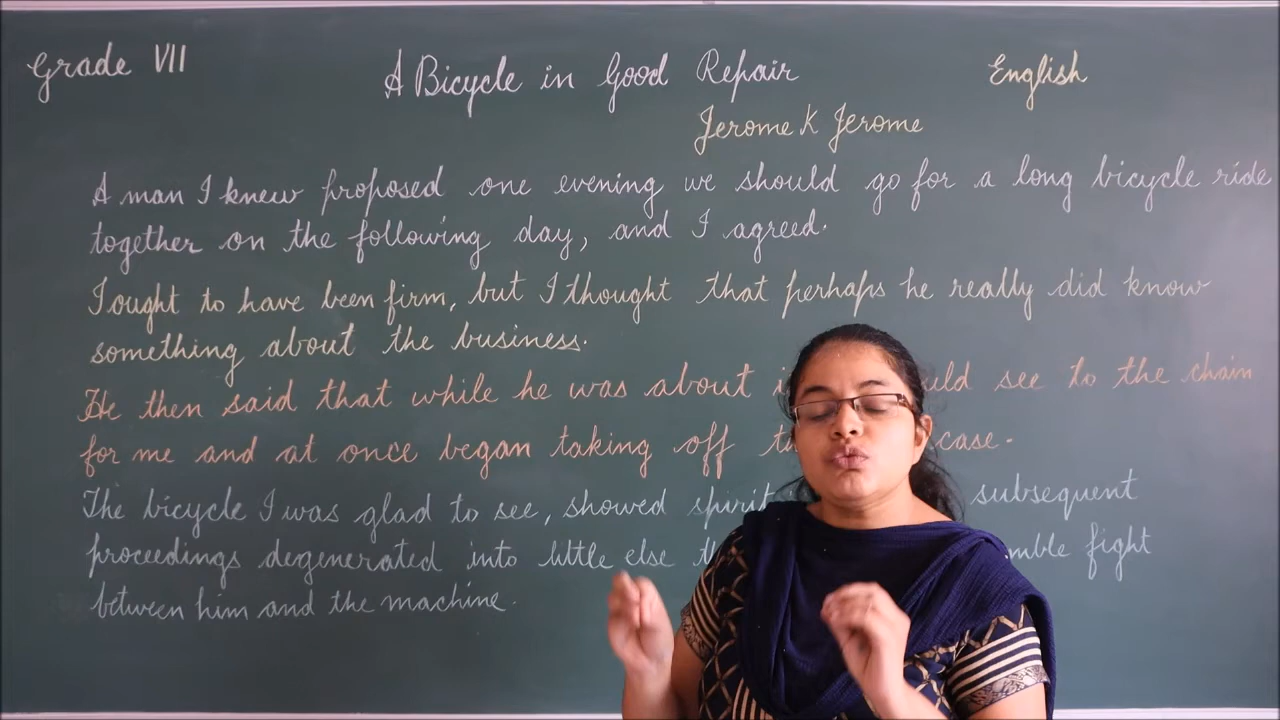 Grade VII
A Bicycle in Good Repair
English
Jerome K Jerome
A man I knew proposed one evening we should go for a long bicycle ride
together on the following day, and I agreed.
I ought to have been firm, but I thought that perhaps he really did know
something about the business.
He then said that while he was about see to the chain
for me and at once began taking off case.
The bicycle I was glad to see, showed subsequent
proceedings degenerated into little else fight
between him and the machine.